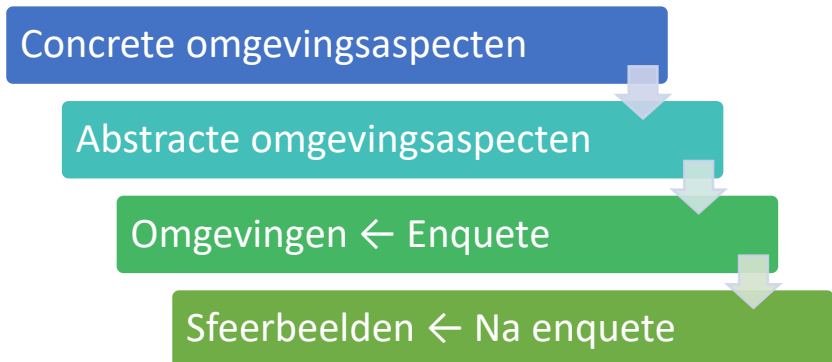 Concrete omgevingsaspecten
Abstracte omgevingsaspecten
Omgevingen ← Enquete
Sfeerbeelden ← Na enquete